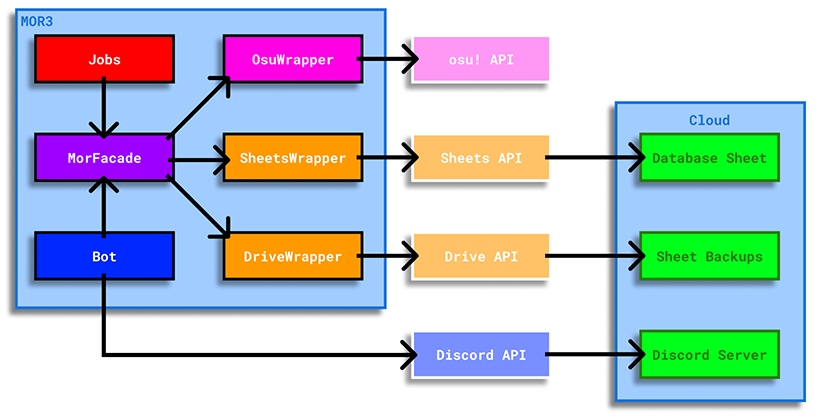 MOR3
Jobs
OsuWrapper
osu! API
Cloud
MorFacade
SheetsWrapper
Sheets API
Database Sheet
Bot
DriveWrapper
Drive API
Sheet Backups
Discord API
Discord Server